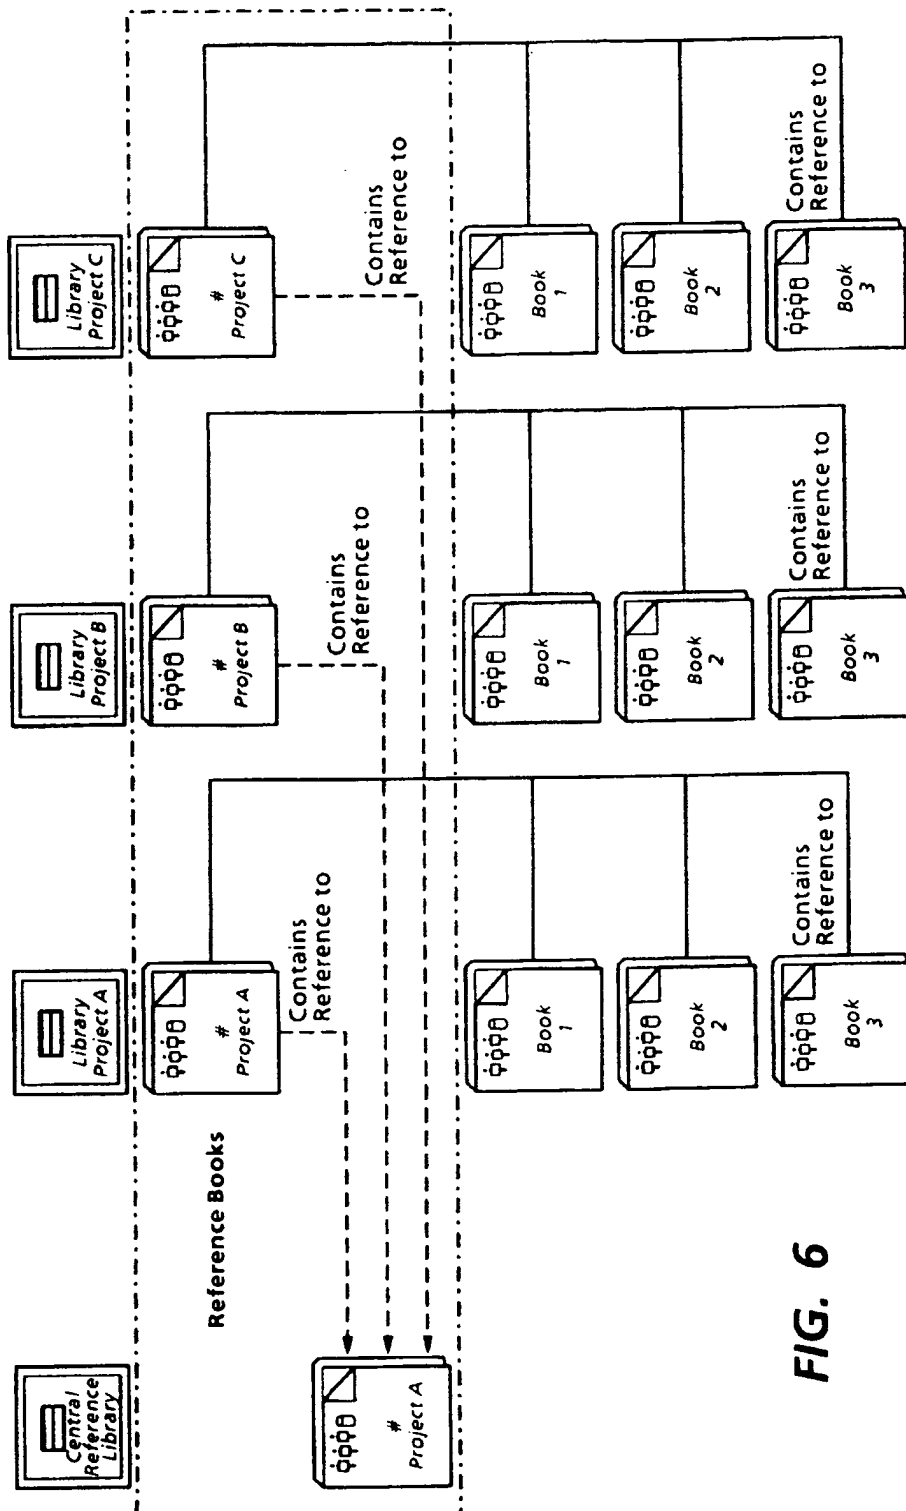 Central
Reference
Library
Library
Project A
Library
Project B
Library
Project C
Reference Books
#
Project A
#
Project B
#
Project C
Contains
Reference to
Contains
Reference to
Contains
Reference to
#
Project A
Book
1
Book
1
Book
1
Book
2
Book
2
Book
2
Contains
Reference to
Contains
Reference to
Contains
Reference to
Book
3
Book
3
Book
3
FIG. 6